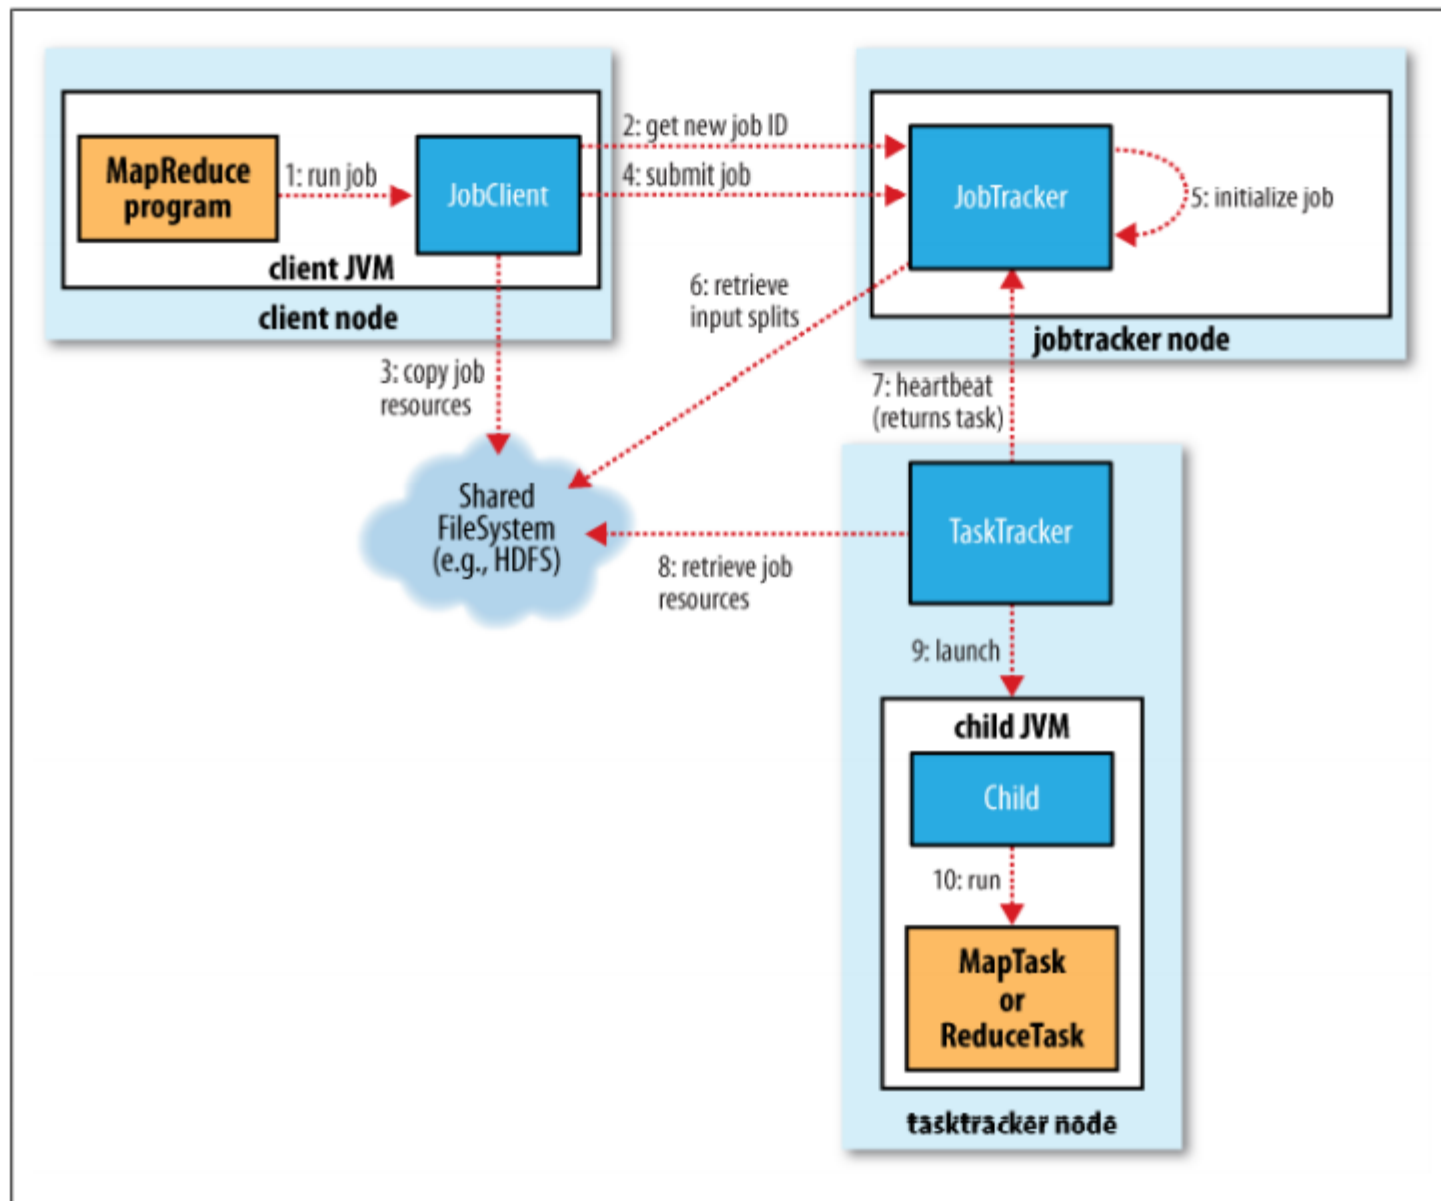 MapReduce
program
1: run job
JobClient
client JVM
client node
2: get new job ID
4: submit job
JobTracker
5: initialize job
jobtracker node
6: retrieve
input splits
3: copy job
resources
7: heartbeat
(returns task)
Shared
FileSystem
(e.g., HDFS)
TaskTracker
8: retrieve job
resources
9: launch
child JVM
Child
10: run
MapTask
or
ReduceTask
tasktracker node